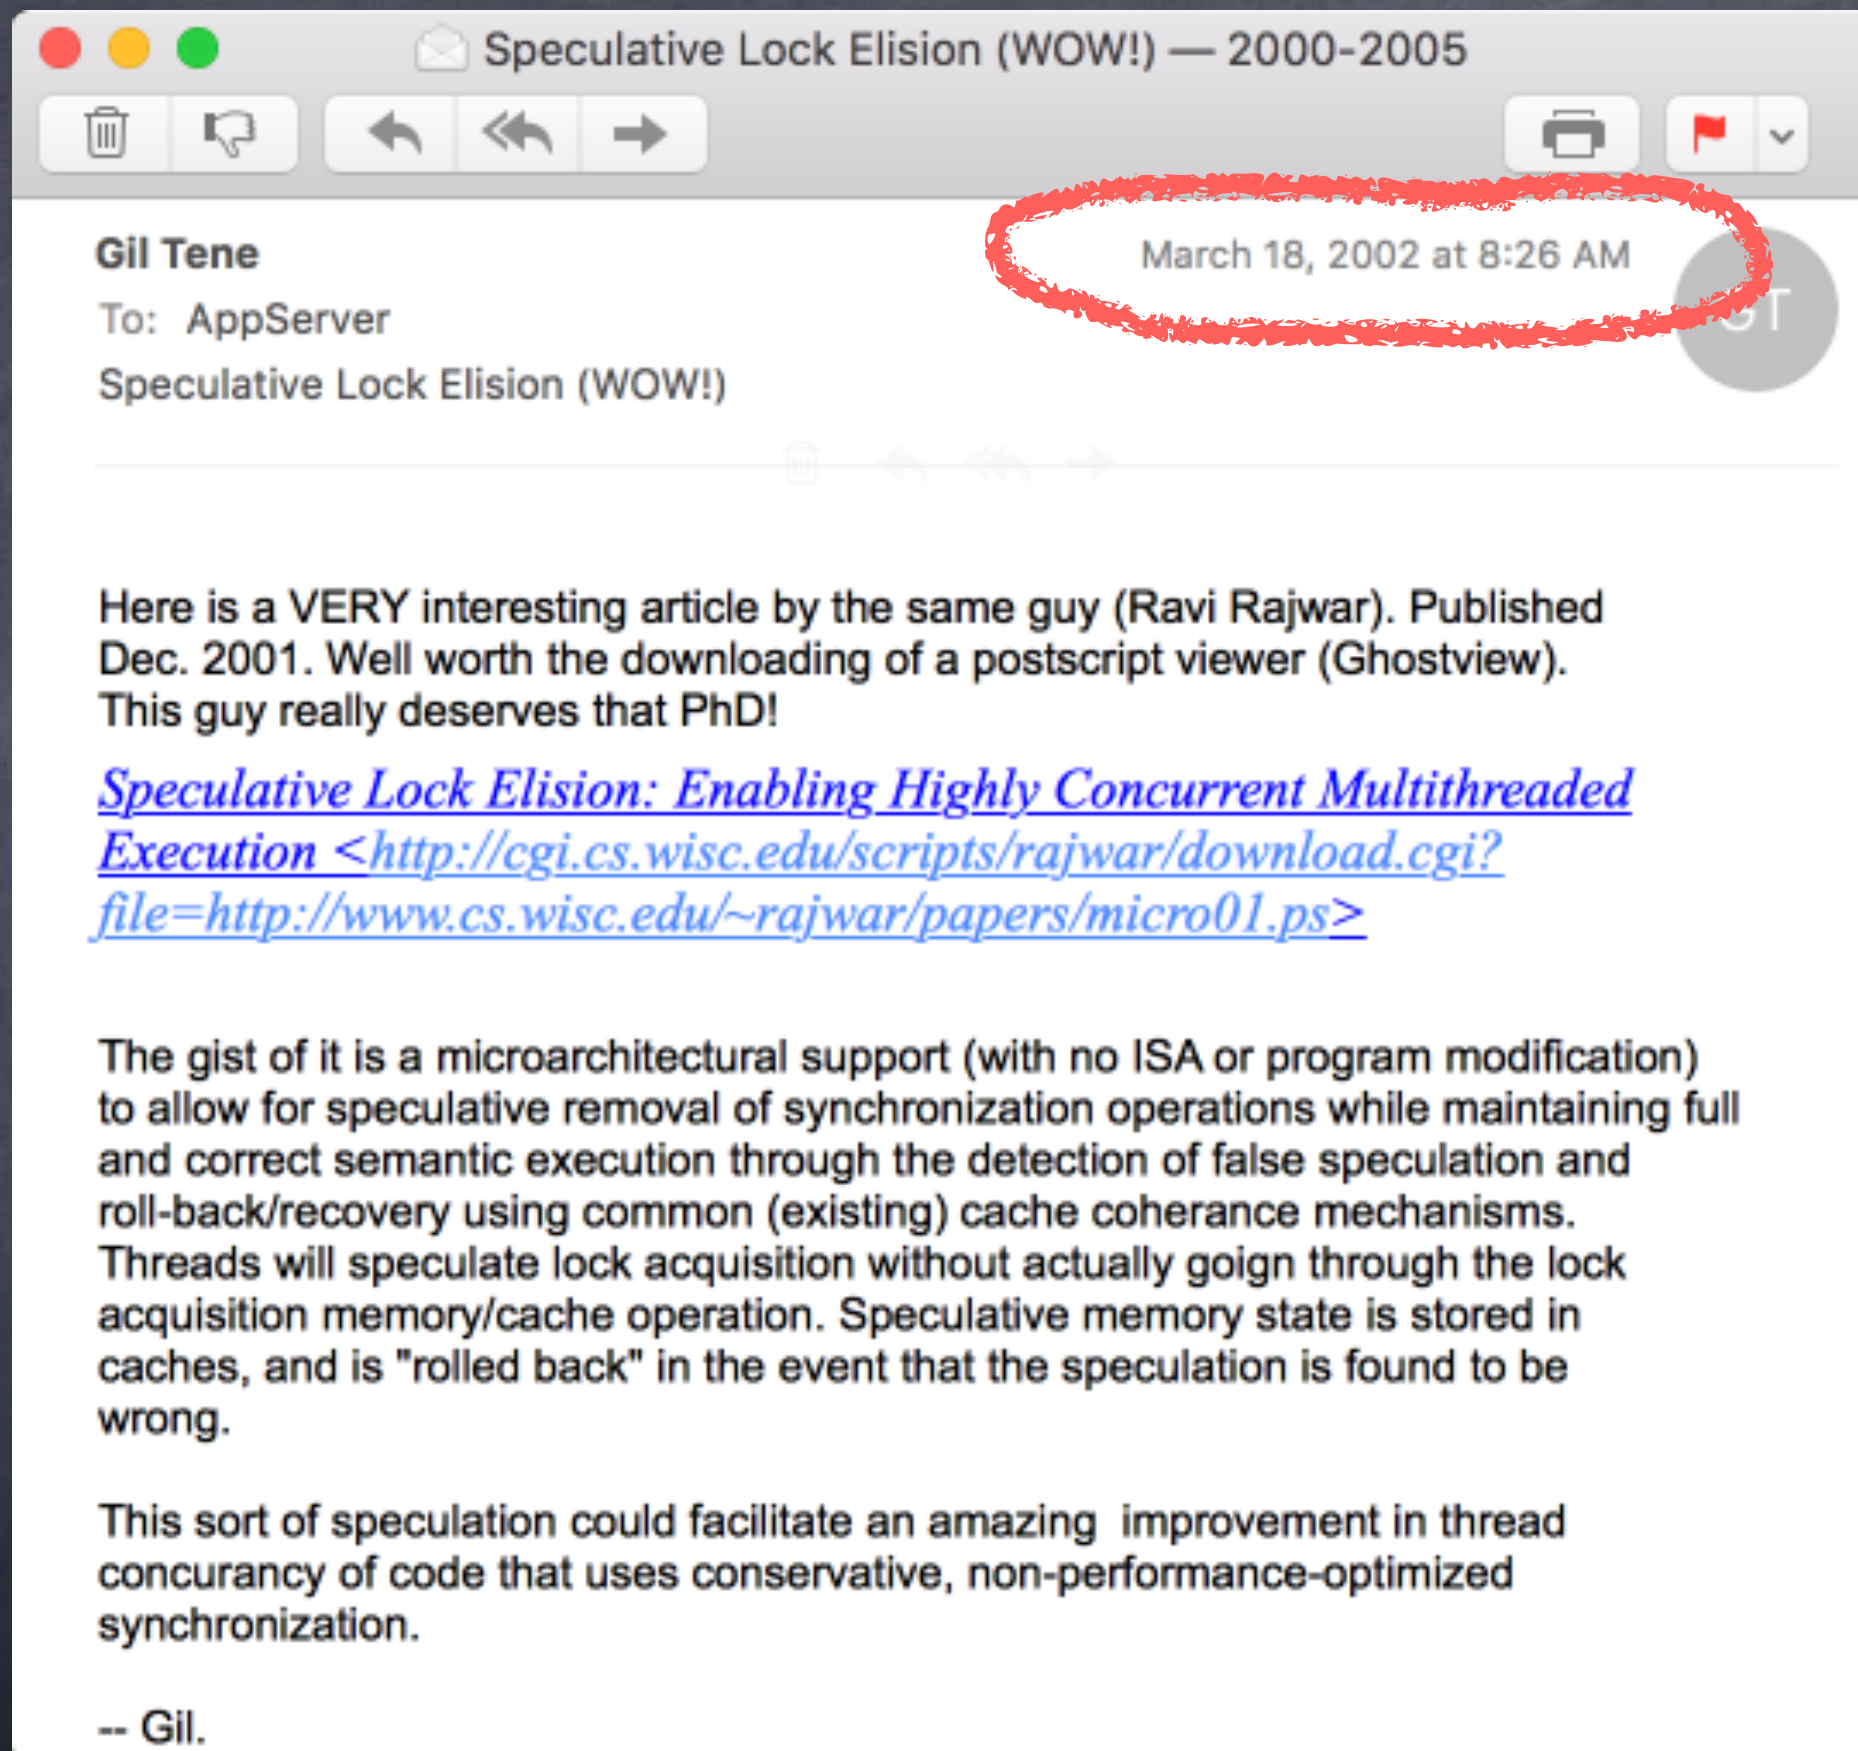 Speculative Lock Elision (WOW!) — 2000-2005
Gil Tene
March 18, 2002 at 8:26 AM
GT
To: AppServer
Speculative Lock Elision (WOW!)
Here is a VERY interesting article by the same guy (Ravi Rajwar). Published
Dec. 2001. Well worth the downloading of a postscript viewer (Ghostview).
This guy really deserves that PhD!
Speculative Lock Elision: Enabling Highly Concurrent Multithreaded
Execution <http://cgi.cs.wisc.edu/scripts/rajwar/download.cgi?
file=http://www.cs.wisc.edu/~rajwar/papers/micro01.ps>
The gist of it is a microarchitectural support (with no ISA or program modification)
to allow for speculative removal of synchronization operations while maintaining full
and correct semantic execution through the detection of false speculation and
roll-back/recovery using common (existing) cache coherance mechanisms.
Threads will speculate lock acquisition without actually goign through the lock
acquisition memory/cache operation. Speculative memory state is stored in
caches, and is "rolled back" in the event that the speculation is found to be
wrong.
This sort of speculation could facilitate an amazing  improvement in thread
concurancy of code that uses conservative, non-performance-optimized
synchronization.
-- Gil.